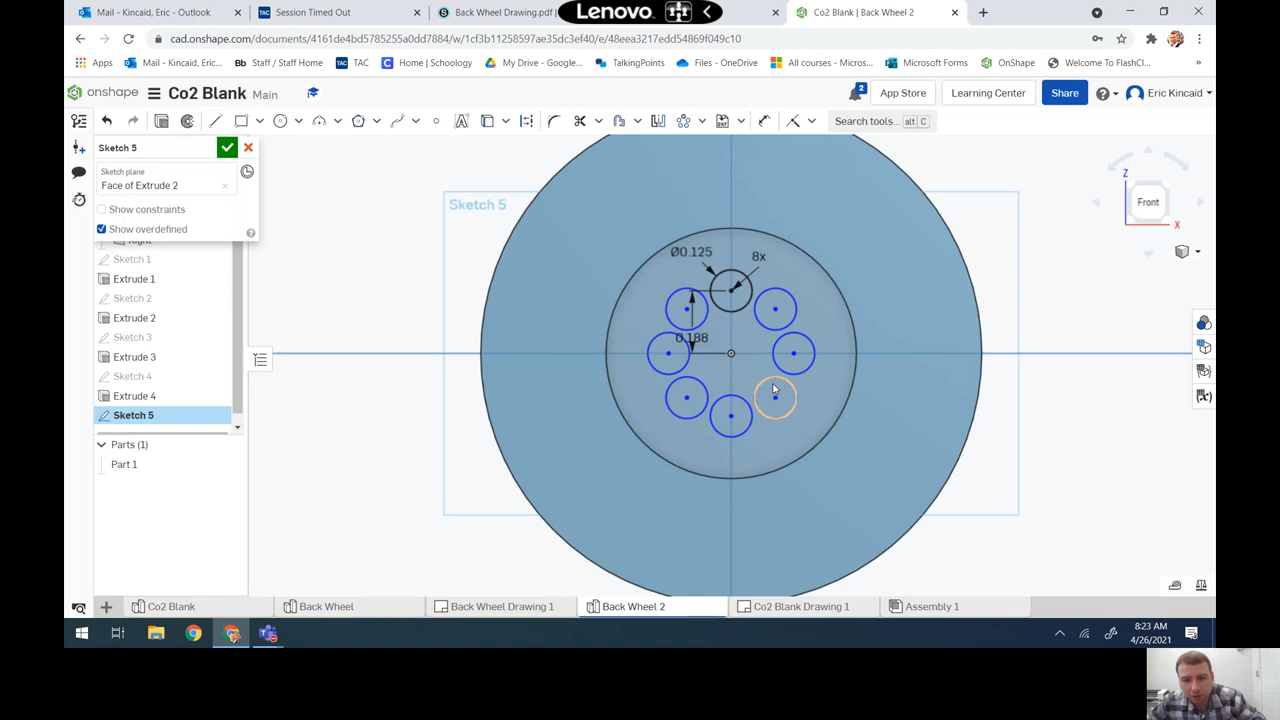 Mail - Kincaid, Eric - Outlook
TAC Session Timed Out
Back Wheel Drawing.pdf
Lenovo
Co2 Blank | Back Wheel 2
cad.onshape.com/documents/4161de4bd5785255a0dd7884/w/1cf3b11258597ae35dc3ef40/e/48eea3217edd54869f049c10
Apps
Mail - Kincaid, Eric...
Bb Staff / Staff Home
TAC TAC
Home | Schoology
My Drive - Google...
TalkingPoints
Files - OneDrive
All courses - Micros...
Microsoft Forms
OnShape
Welcome To FlashCl...
»
onshape
Co2 Blank Main
2
App Store
Learning Center
Share
Eric Kincaid
Search tools... alt C
Sketch 5
Sketch plane
Face of Extrude 2
Show constraints
Show overdefined
Right
Sketch 1
Extrude 1
Sketch 2
Extrude 2
Sketch 3
Extrude 3
Sketch 4
Extrude 4
Sketch 5
Parts (1)
Part 1
Sketch 5
Ø0.125
8x
0.188
Z
Front
X
Co2 Blank
Back Wheel
Back Wheel Drawing 1
Back Wheel 2
Co2 Blank Drawing 1
Assembly 1
8:23 AM
4/26/2021